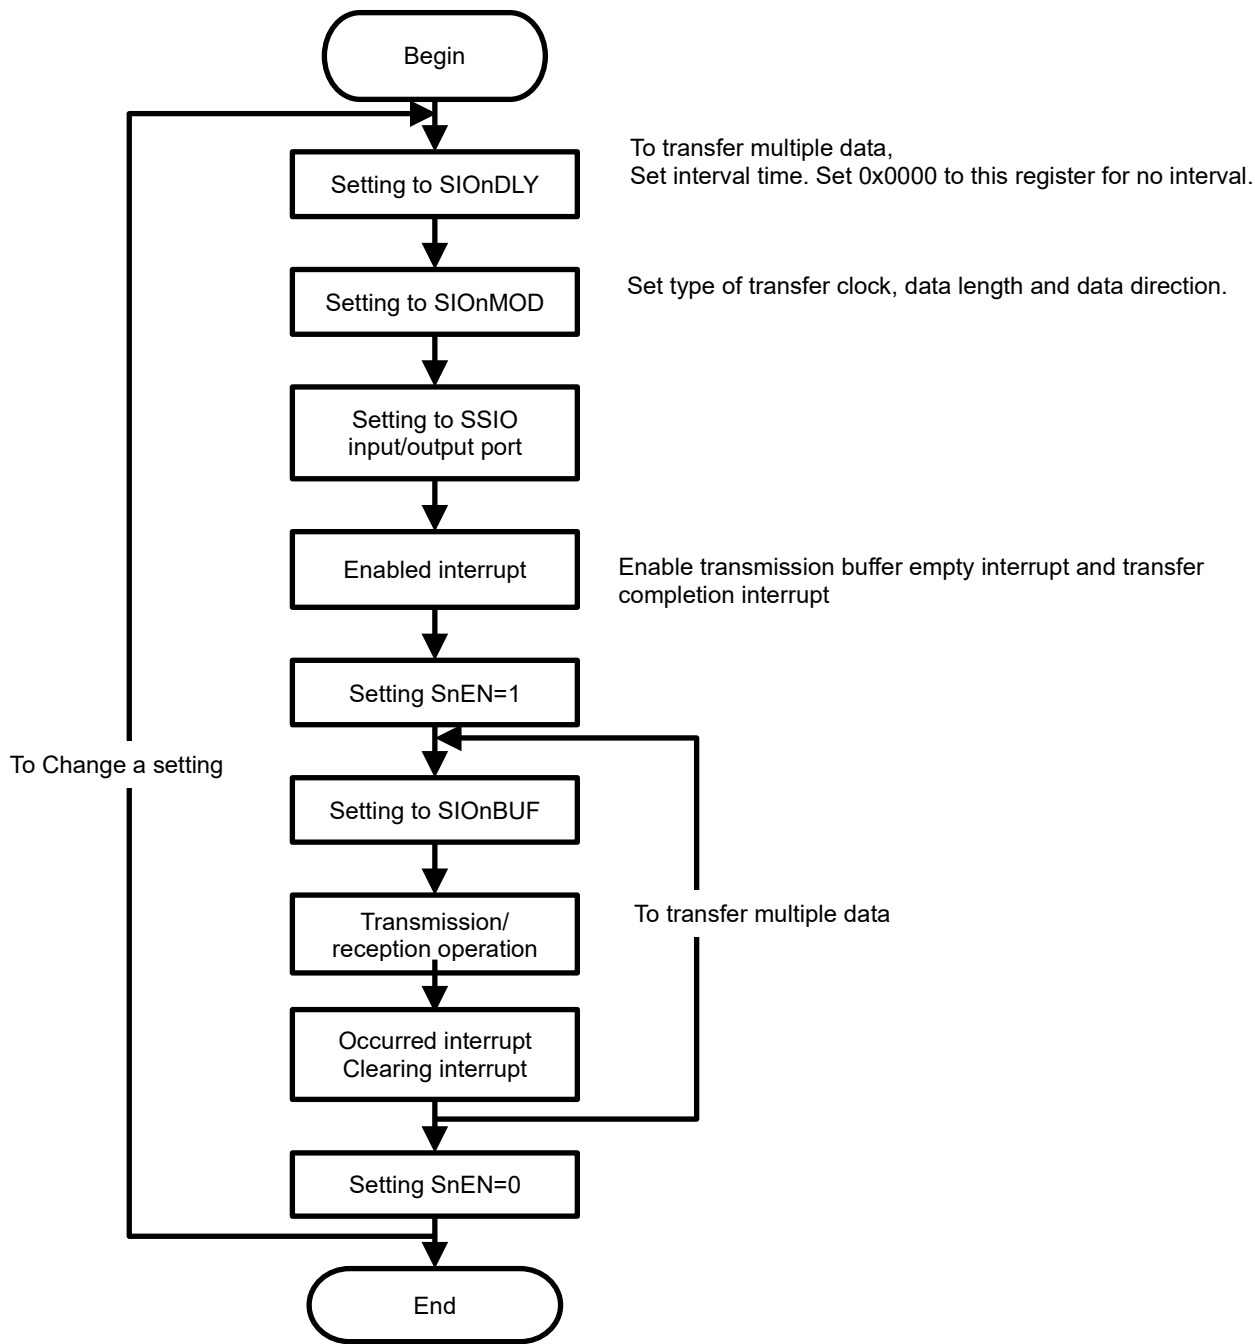 Begin
To transfer multiple data,
Set interval time. Set 0x0000 to this register for no interval.
Setting to SIOnDLY
Set type of transfer clock, data length and data direction.
Setting to SIOnMOD
Setting to SSIO
input/output port
Enabled interrupt
Enable transmission buffer empty interrupt and transfer
completion interrupt
Setting SnEN=1
To Change a setting
Setting to SIOnBUF
Transmission/
reception operation
To transfer multiple data
Occurred interrupt
Clearing interrupt
Setting SnEN=0
End